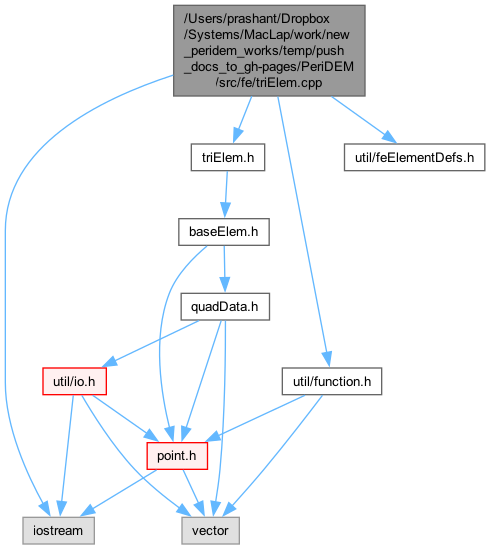 /Users/prashant/Dropbox
/Systems/MacLap/work/new
_peridem_works/temp/push
_docs_to_gh-pages/PeriDEM
/src/fe/triElem.cpp
triElem.h
util/feElementDefs.h
baseElem.h
quadData.h
util/io.h
util/function.h
point.h
iostream
vector